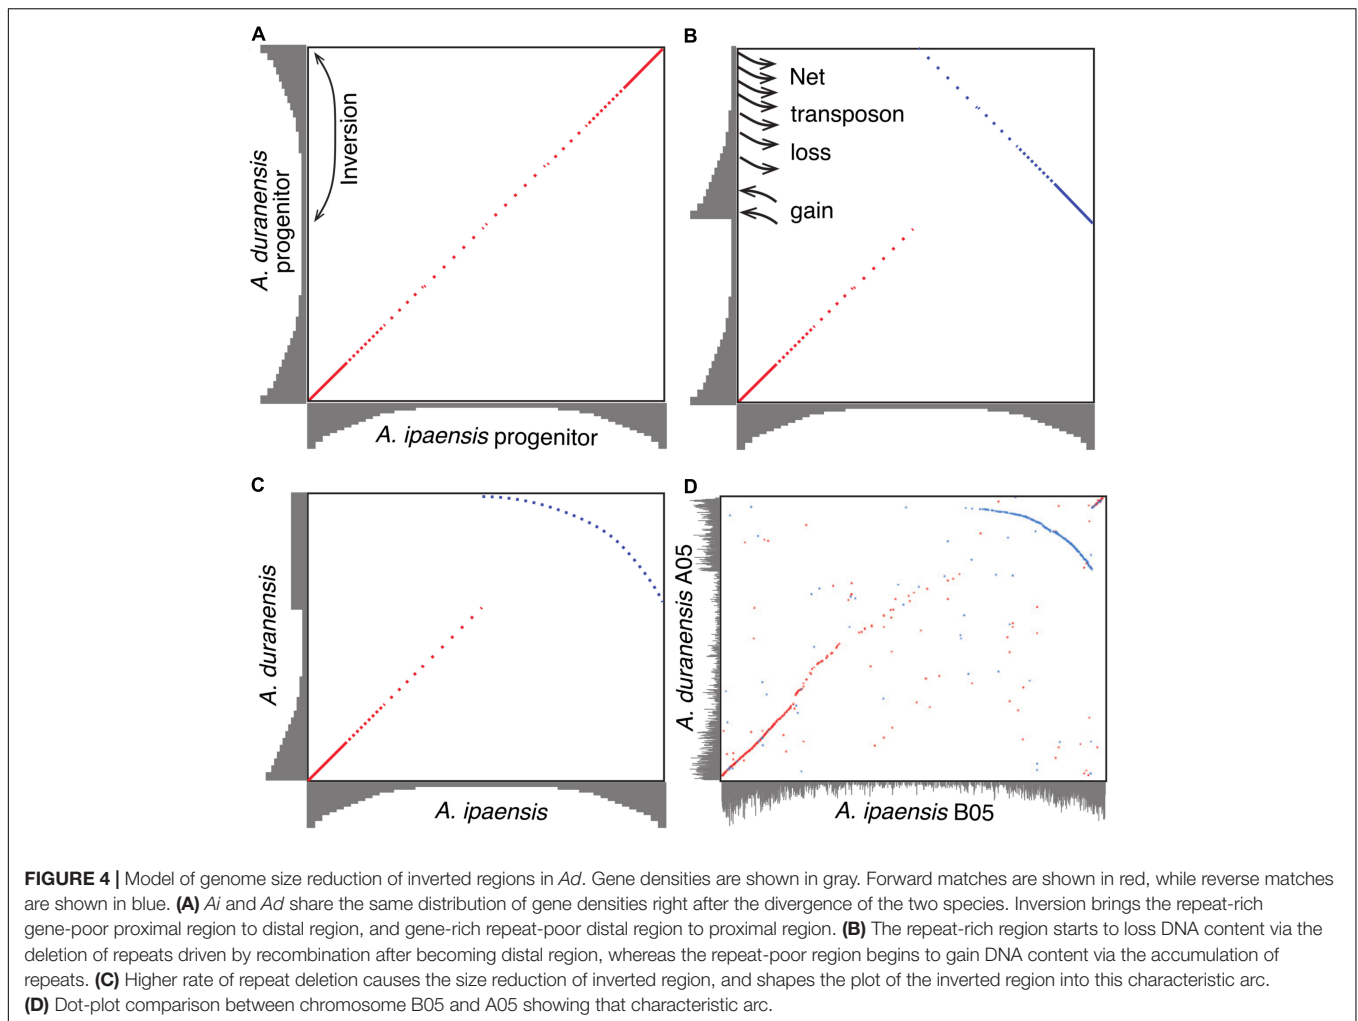 A
Inversion
A. duranensis
progenitor
A. ipaensis progenitor
B
Net
transposon
loss
gain
C
A. duranensis
A. ipaensis
D
A. duranensis A05
A. ipaensis B05
FIGURE 4 | Model of genome size reduction of inverted regions in Ad. Gene densities are shown in gray. Forward matches are shown in red, while reverse matches
are shown in blue. (A) Ai and Ad share the same distribution of gene densities right after the divergence of the two species. Inversion brings the repeat-rich
gene-poor proximal region to distal region, and gene-rich repeat-poor distal region to proximal region. (B) The repeat-rich region starts to loss DNA content via the
deletion of repeats driven by recombination after becoming distal region, whereas the repeat-poor region begins to gain DNA content via the accumulation of
repeats. (C) Higher rate of repeat deletion causes the size reduction of inverted region, and shapes the plot of the inverted region into this characteristic arc.
(D) Dot-plot comparison between chromosome B05 and A05 showing that characteristic arc.